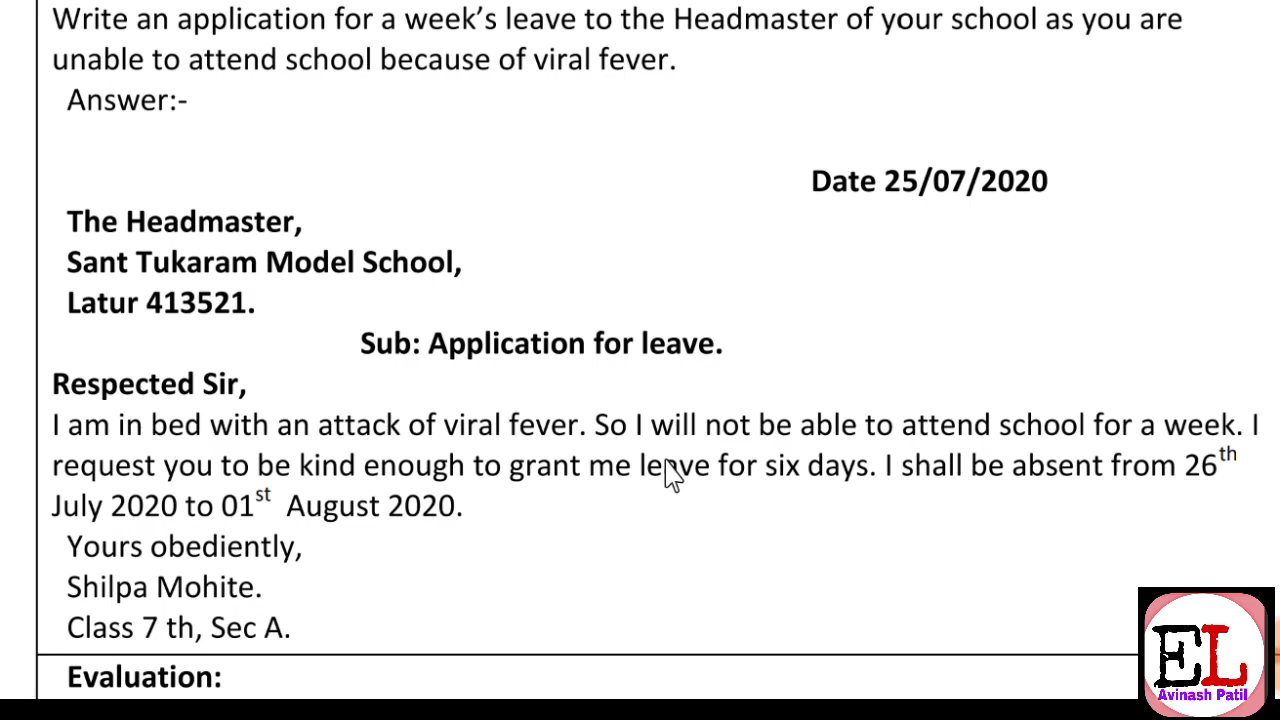 Write an application for a week’s leave to the Headmaster of your school as you are
unable to attend school because of viral fever.
Answer:-
Date 25/07/2020
The Headmaster,
Sant Tukaram Model School,
Latur 413521.
Sub: Application for leave.
Respected Sir,
I am in bed with an attack of viral fever. So I will not be able to attend school for a week. I
request you to be kind enough to grant me leave for six days. I shall be absent from 26th
July 2020 to 01st August 2020.
Yours obediently,
Shilpa Mohite.
Class 7 th, Sec A.
Evaluation:
EL
Avinash Patil